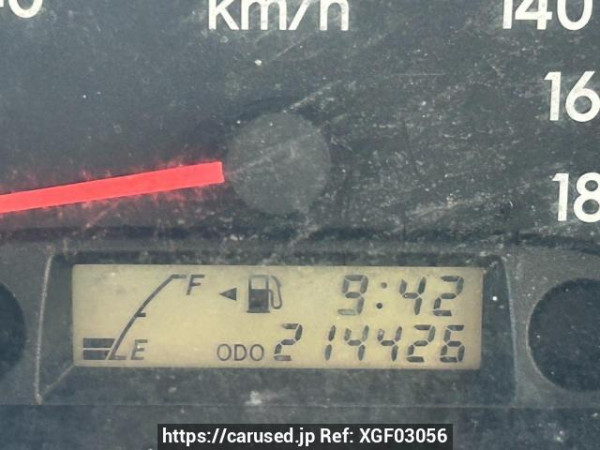 km/h
140
16
18
F 9:42
E ODO 214426
https://carused.jp Ref: XGF03056